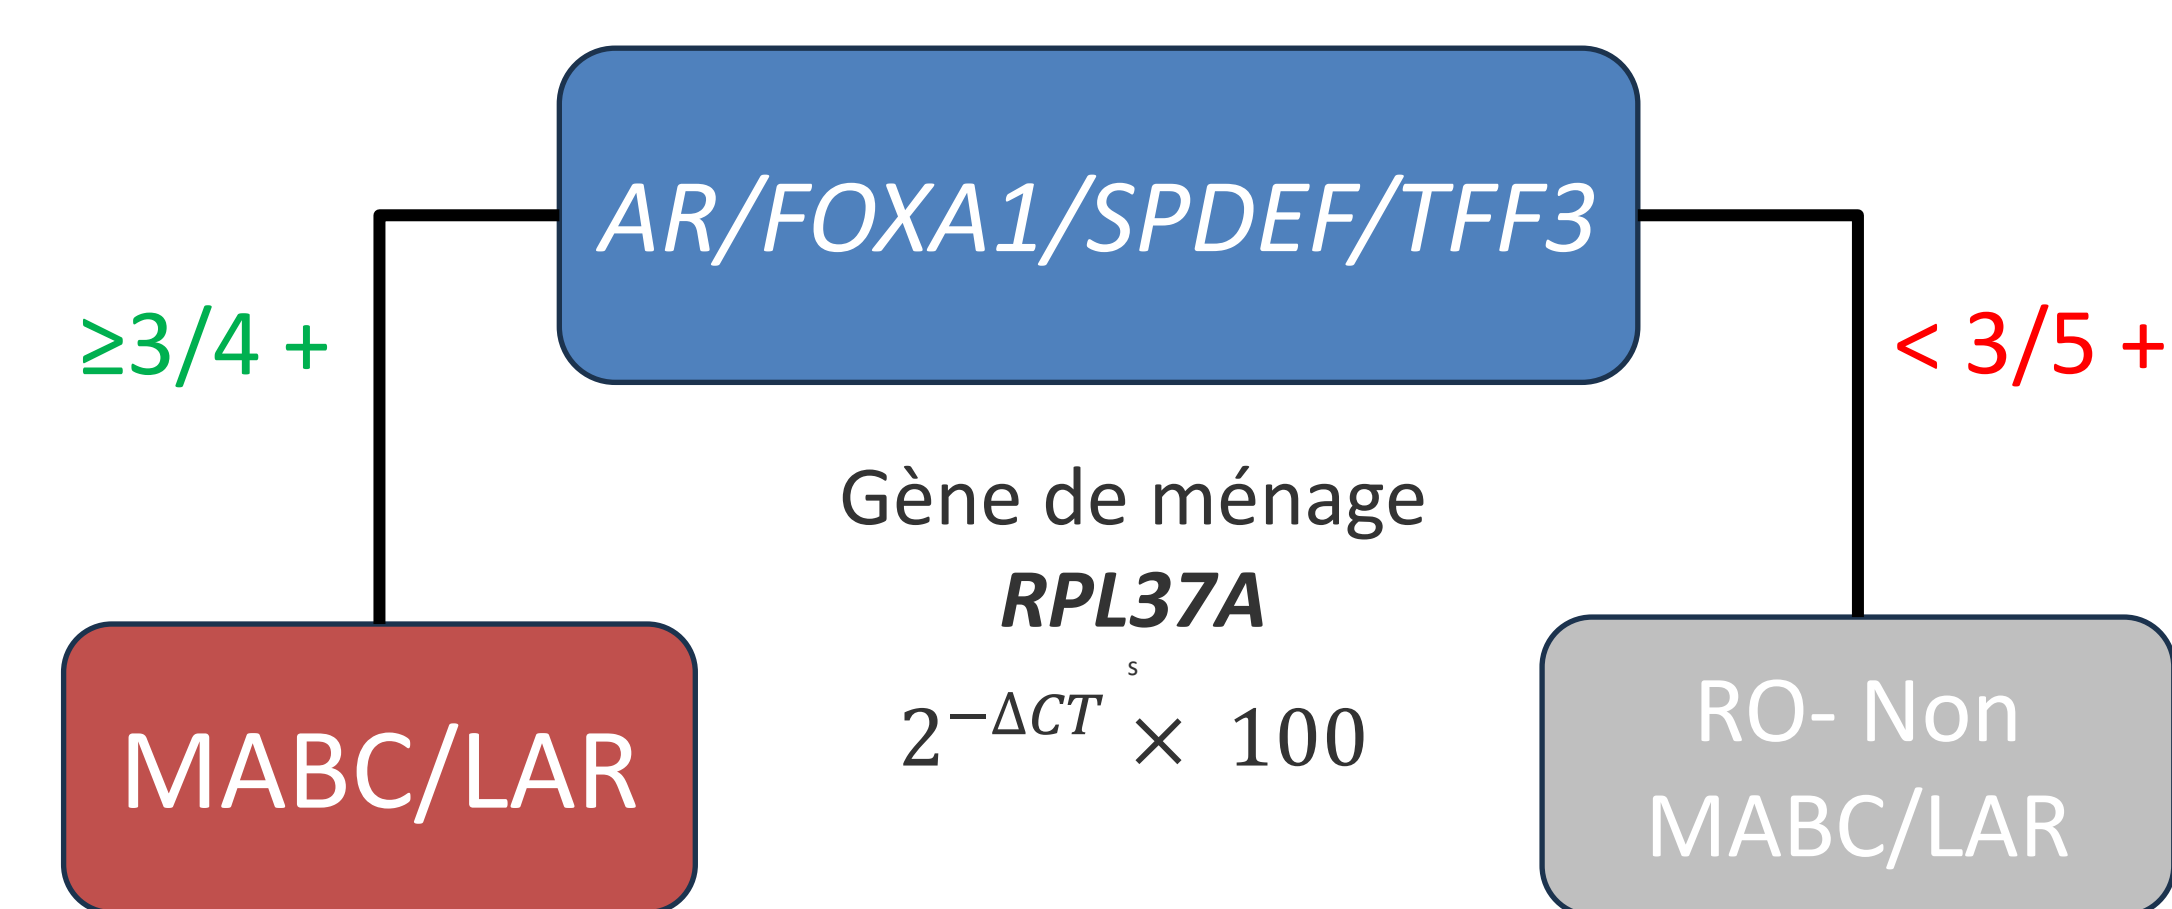 AR/FOXA1/SPDEF/TFF3
≥3/4 +
< 3/5 +
Gène de ménage
RPL37A
s
2^{-ΔCT} × 100
MABC/LAR
RO- Non
MABC/LAR